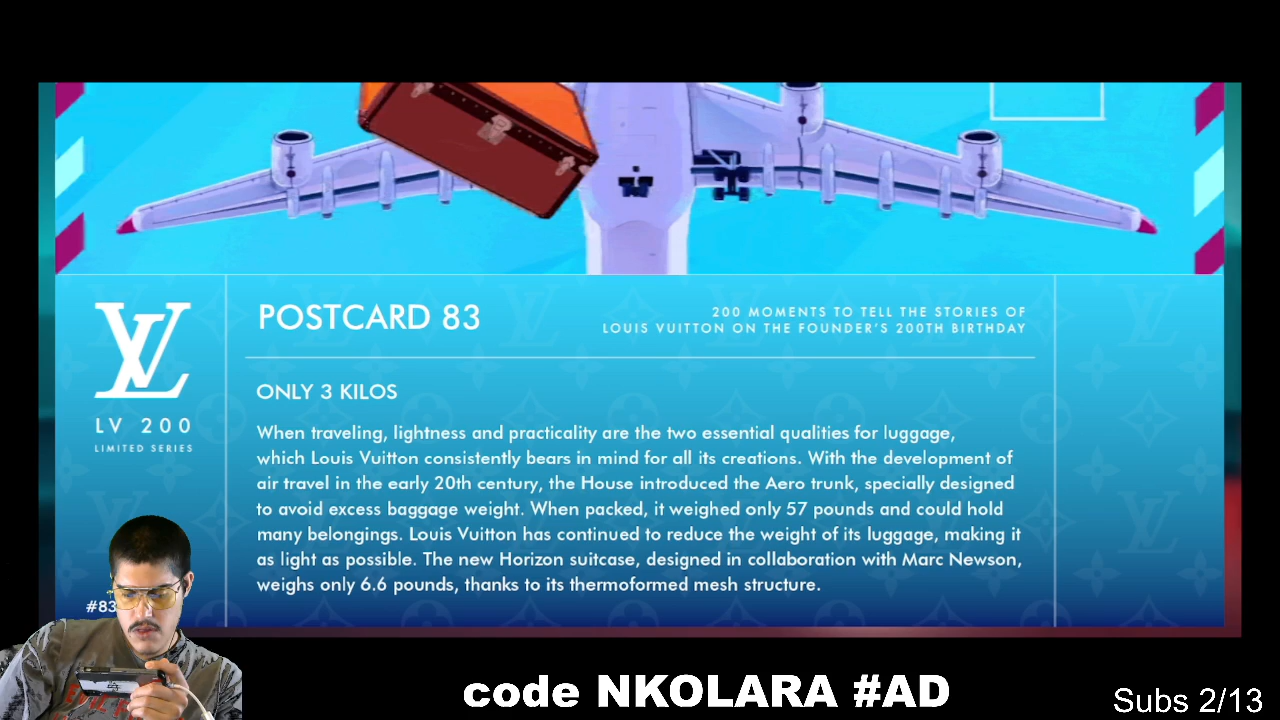 POSTCARD 83
200 MOMENTS TO TELL THE STORIES OF
LOUIS VUITTON ON THE FOUNDER'S 200TH BIRTHDAY
LV
LV 200
LIMITED SERIES
ONLY 3 KILOS
When traveling, lightness and practicality are the two essential qualities for luggage,
which Louis Vuitton consistently bears in mind for all its creations. With the development of
air travel in the early 20th century, the House introduced the Aero trunk, specially designed
to avoid excess baggage weight. When packed, it weighed only 57 pounds and could hold
many belongings. Louis Vuitton has continued to reduce the weight of its luggage, making it
as light as possible. The new Horizon suitcase, designed in collaboration with Marc Newson,
weighs only 6.6 pounds, thanks to its thermoformed mesh structure.
#83
code NKOLARA #AD
Subs 2/13